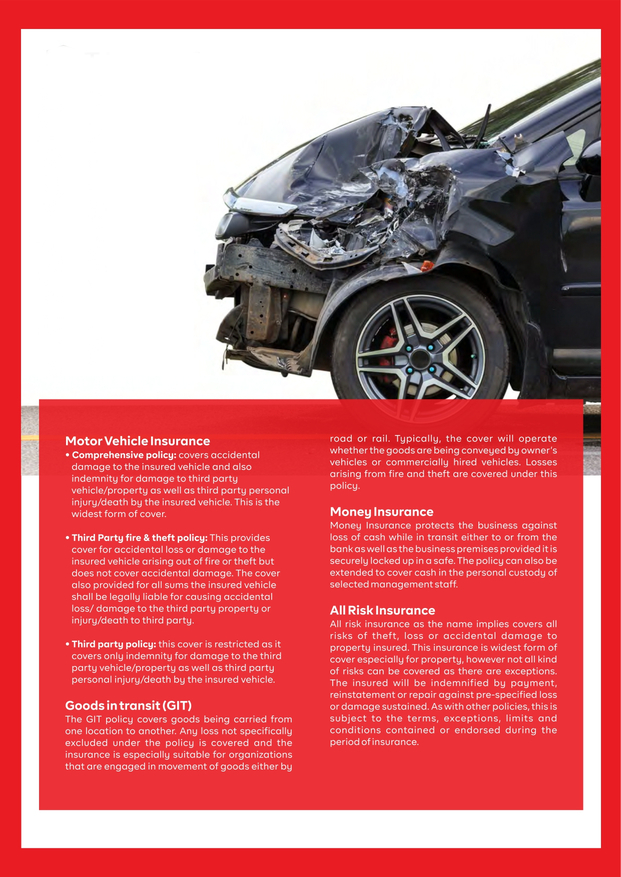 Motor Vehicle Insurance
• Comprehensive policy: covers accidental
damage to the insured vehicle and also
indemnity for damage to third party
vehicle/property as well as third party personal
injury/death by the insured vehicle. This is the
widest form of cover.
• Third Party fire & theft policy: This provides
cover for accidental loss or damage to the
insured vehicle arising out of fire or theft but
does not cover accidental damage. The cover
also provided for all sums the insured vehicle
shall be legally liable for causing accidental
loss/ damage to the third party property or
injury/death to third party.
• Third party policy: this cover is restricted as it
covers only indemnity for damage to the third
party vehicle/property as well as third party
personal injury/death by the insured vehicle.
Goods in transit (GIT)
The GIT policy covers goods being carried from
one location to another. Any loss not specifically
excluded under the policy is covered and the
insurance is especially suitable for organizations
that are engaged in movement of goods either by
road or rail. Typically, the cover will operate
whether the goods are being conveyed by owner's
vehicles or commercially hired vehicles. Losses
arising from fire and theft are covered under this
policy.
Money Insurance
Money Insurance protects the business against
loss of cash while in transit either to or from the
bank as well as the business premises provided it is
securely locked up in a safe. The policy can also be
extended to cover cash in the personal custody of
selected management staff.
All Risk Insurance
All risk insurance as the name implies covers all
risks of theft, loss or accidental damage to
property insured. This insurance is widest form of
cover especially for property, however not all kind
of risks can be covered as there are exceptions.
The insured will be indemnified by payment,
reinstatement or repair against pre-specified loss
or damage sustained. As with other policies, this is
subject to the terms, exceptions, limits and
conditions contained or endorsed during the
period of insurance.